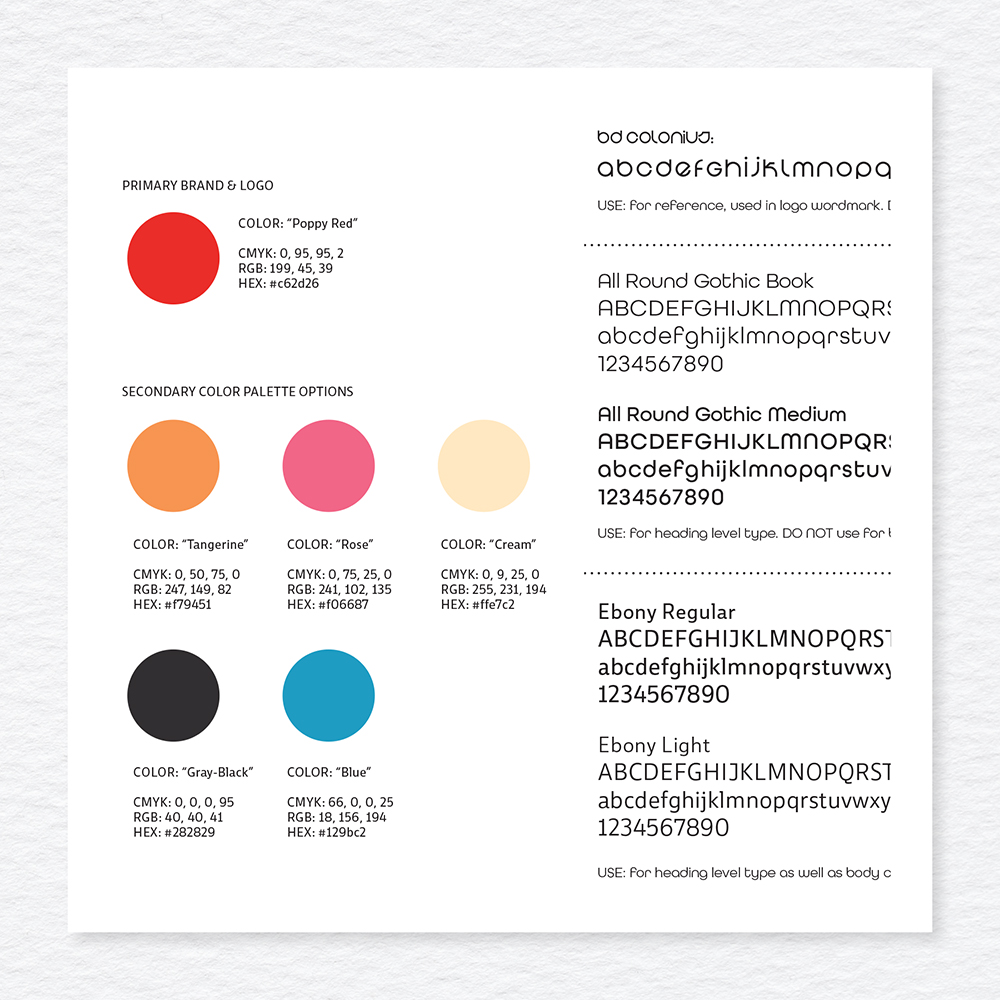 PRIMARY BRAND & LOGO
COLOR: “Poppy Red”
CMYK: 0, 95, 95, 2
RGB: 199, 45, 39
HEX: #c62d26
SECONDARY COLOR PALETTE OPTIONS
COLOR: “Tangerine”
CMYK: 0, 50, 75, 0
RGB: 247, 149, 82
HEX: #f79451
COLOR: “Rose”
CMYK: 0, 75, 25, 0
RGB: 241, 102, 135
HEX: #f06687
COLOR: “Cream”
CMYK: 0, 9, 25, 0
RGB: 255, 231, 194
HEX: #ffe7c2
COLOR: “Gray-Black”
CMYK: 0, 0, 0, 95
RGB: 40, 40, 41
HEX: #282829
COLOR: “Blue”
CMYK: 66, 0, 0, 25
RGB: 18, 156, 194
HEX: #129bc2
bd colonius:
abcdefghijklmnopq
USE: For reference, used in logo wordmark.
All Round Gothic Book
ABCDEFGHIJKLMNOPQRS
abcdefghijklmnopqrstuv
1234567890
All Round Gothic Medium
ABCDEFGHIJKLMNOPQRS
abcdefghijklmnopqrstuv
1234567890
USE: For heading level type. DO NOT use for
Ebony Regular
ABCDEFGHIJKLMNOPQRST
abcdefghijklmnopqrstuvwxy
1234567890
Ebony Light
ABCDEFGHIJKLMNOPQRST
abcdefghijklmnopqrstuvwxy
1234567890
USE: For heading level type as well as body